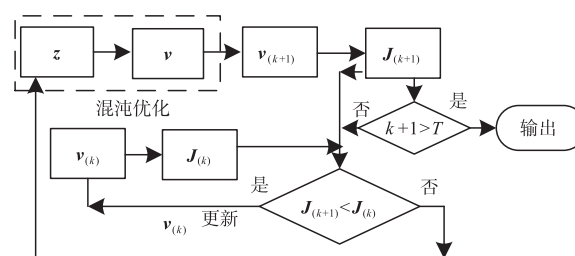 z
v
v(k+1)
J(k+1)
混沌优化
否
是
k+1>T
输出
v(k)
J(k)
是
否
J(k+1)<J(k)
v(k) 更新